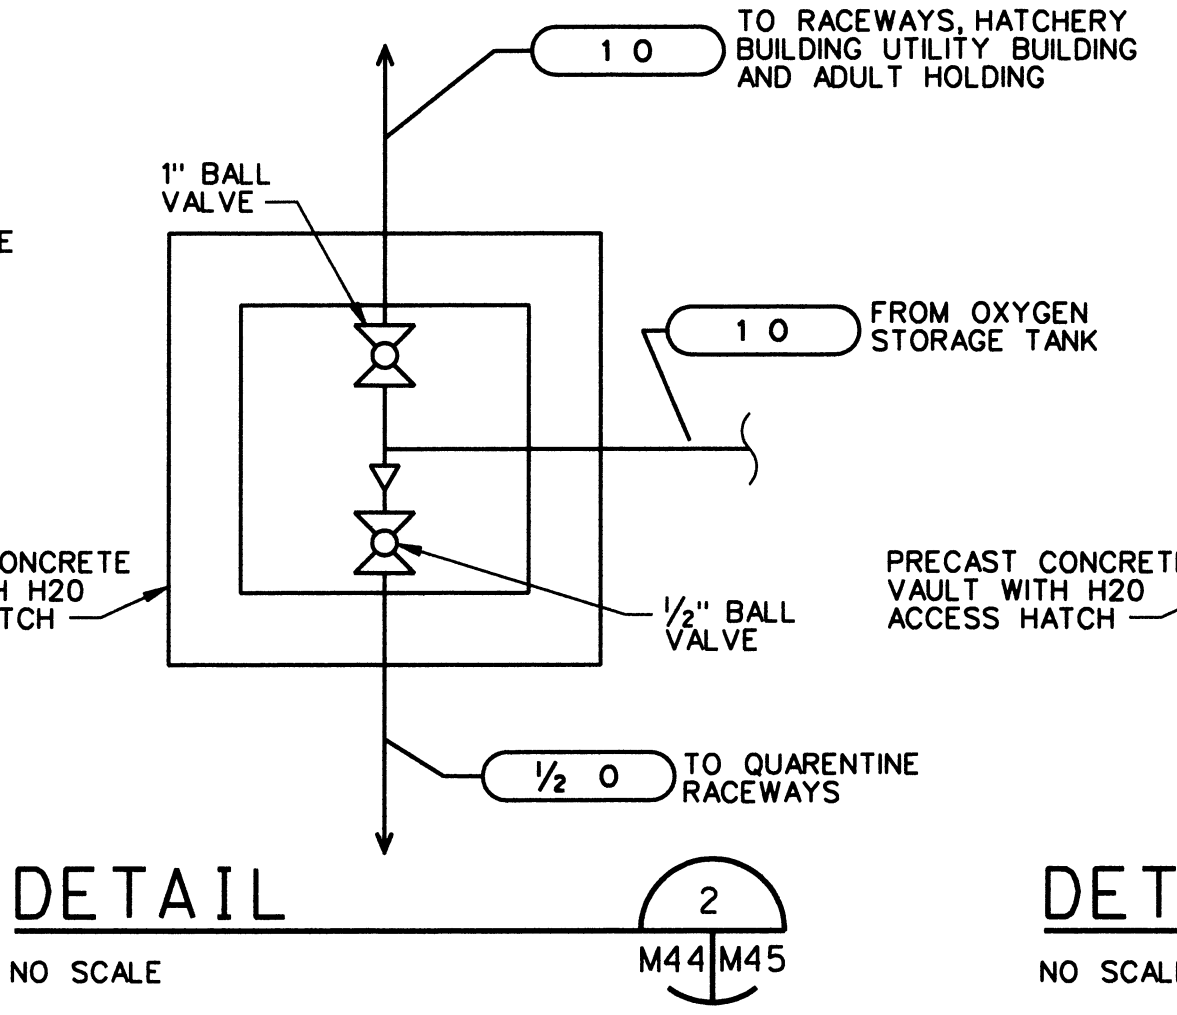 TO RACEWAYS, HATCHERY
BUILDING UTILITY BUILDING
AND ADULT HOLDING
1 O
1" BALL
VALVE
E
1 O
FROM OXYGEN
STORAGE TANK
ONCRETE
H H20
TCH
1/2" BALL
VALVE
PRECAST CONCRETE
VAULT WITH H20
ACCESS HATCH
1/2 O
TO QUARENTINE
RACEWAYS
DETAIL
NO SCALE
2
M44 M45
DET
NO SCALE